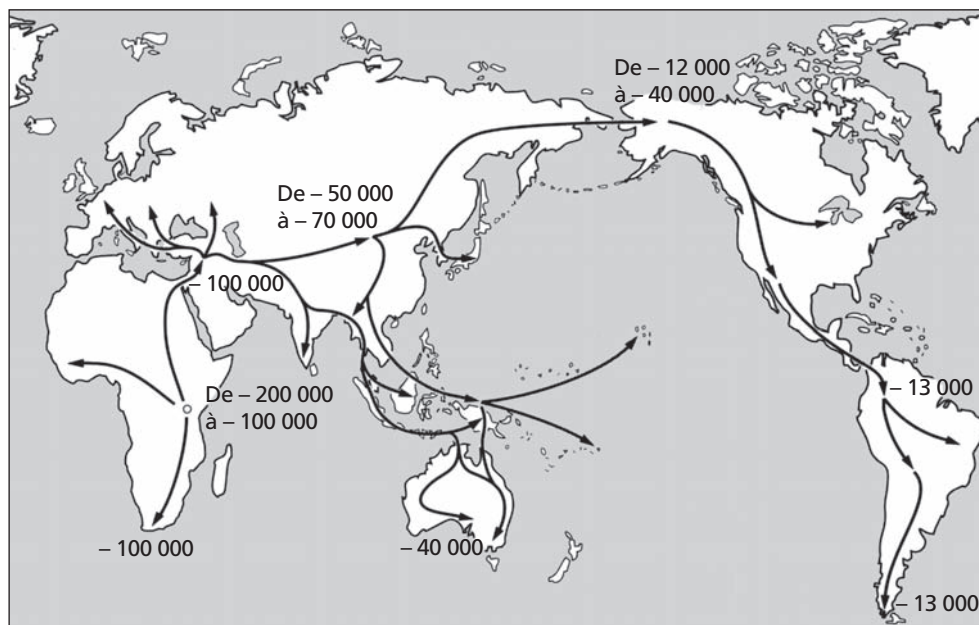 De – 12 000
à – 40 000
De – 50 000
à – 70 000
– 100 000
De – 200 000
à – 100 000
– 13 000
– 100 000
– 40 000
– 13 000